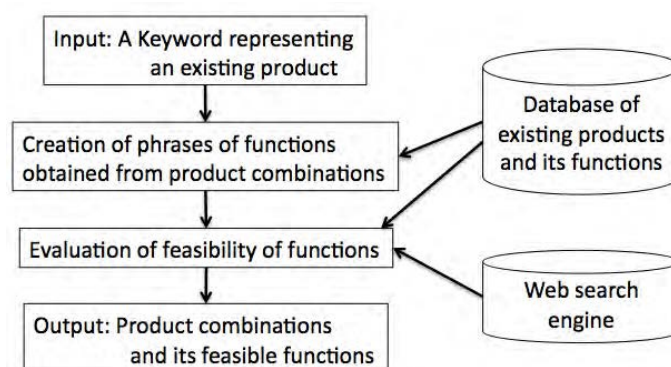 Input: A Keyword representing
an existing product
Creation of phrases of functions
obtained from product combinations
Evaluation of feasibility of functions
Output: Product combinations
and its feasible functions
Database of
existing products
and its functions
Web search
engine